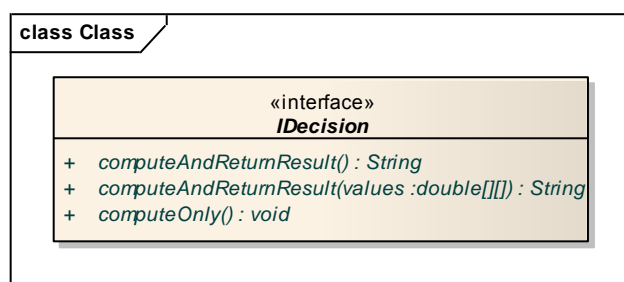 class Class
«interface»
IDecision
+ computeAndReturnResult() : String
+ computeAndReturnResult(values :double[][]) : String
+ computeOnly() : void